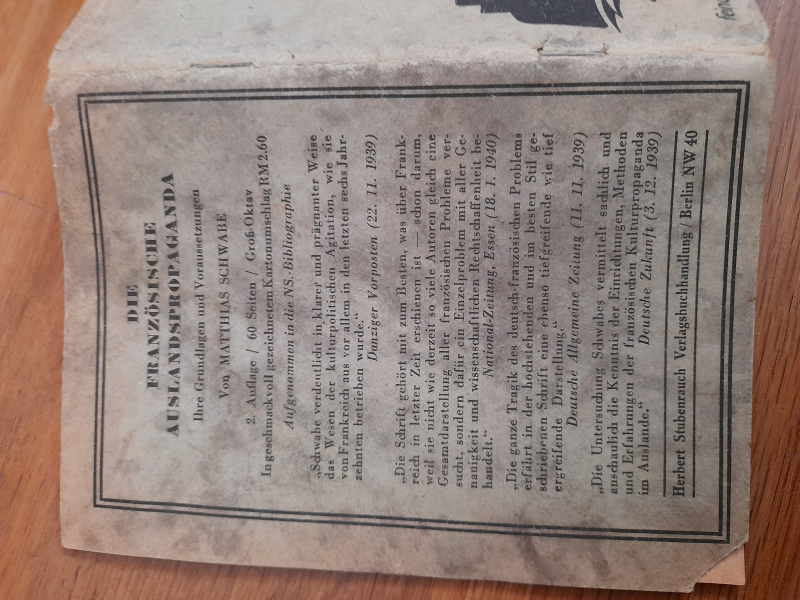 DIE
FRANZÖSISCHE
AUSLANDSPROPAGANDA
Ihre Grundlagen und Voraussetzungen
Von MATTHIAS SCHWABE
2. Auflage / 60 Seiten / Groß-Oktav
In geschmackvoll gezeichnetem Kartonumschlag RM 2.60
Aufgenommen in die NS.-Bibliographie
„Schwabe verdeutlicht in klarer und prägnanter Weise
das Wesen der kulturpolitischen Agitation, wie sie
von Frankreich aus vor allem in den letzten sechs Jahr-
zehnten betrieben wurde.“
Danziger Vorposten (22. 11. 1939)
„Die Schrift gehört mit zum Besten, was über Frank-
reich in letzter Zeit erschienen ist — schon darum,
weil sie nicht wie derzeit so viele Autoren gleich eine
Gesamtdarstellung aller französischen Probleme ver-
sucht, sondern dafür ein Einzelproblem mit aller Ge-
nauigkeit und wissenschaftlichen Rechtschaffenheit be-
handelt.“
National-Zeitung, Essen (18. 1. 1940)
„Die ganze Tragik des deutsch-französischen Problems
erfährt in der hochstehenden und im besten Stil ge-
schriebenen Schrift eine ebenso tiefgreifende wie tief
ergreifende Darstellung.“
Deutsche Allgemeine Zeitung (11. 11. 1939)
„Die Untersuchung Schwabes vermittelt sachlich und
anschaulich die Kenntnis der Einrichtungen, Methoden
und Erfahrungen der französischen Kulturpropaganda
im Auslande.“
Deutsche Zukunft (3. 12. 1939)
Herbert Stubenrauch Verlagsbuchhandlung / Berlin NW 40